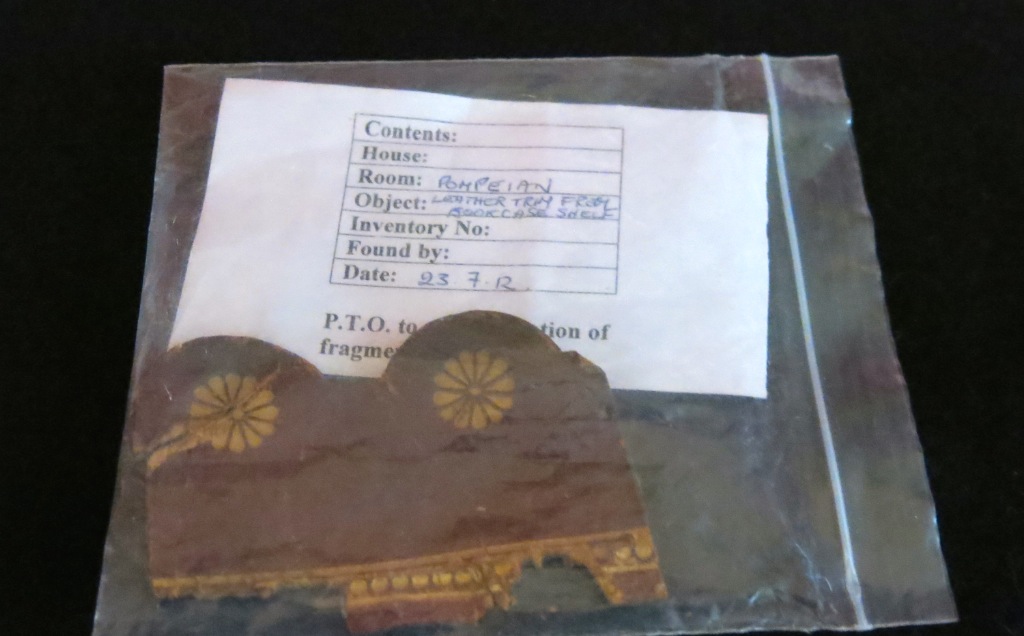 Contents:
House:
Room: POMPEIAN
Object: LEATHER TRAY FROM
BOOKCASE SHELF
Inventory No:
Found by:
Date: 23 7.12
P.T.O. to tion of
fragme